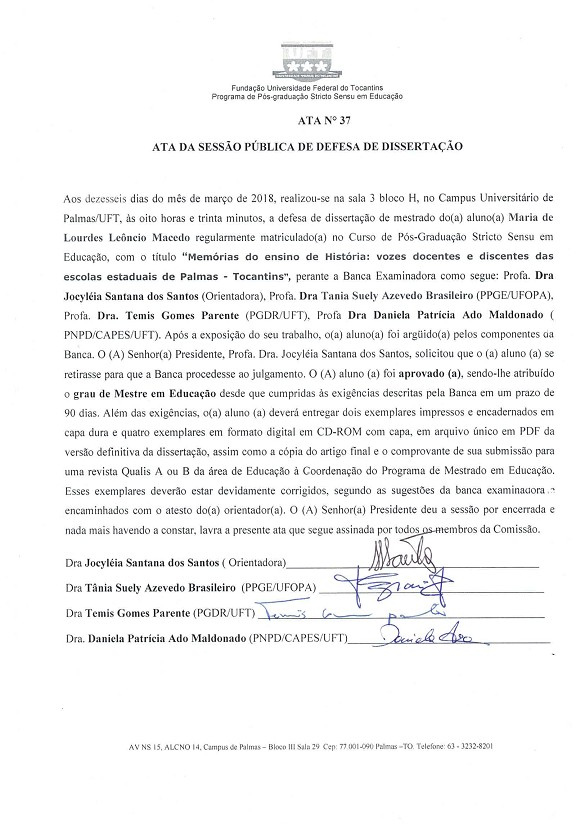 UFT
Fundação Universidade Federal do Tocantins
Programa de Pós-graduação Stricto Sensu em Educação
ATA N° 37
ATA DA SESSÃO PÚBLICA DE DEFESA DE DISSERTAÇÃO
Aos dezesseis dias do mês de março de 2018, realizou-se na sala 3 bloco H, no Campus Universitário de
Palmas/UFT, às oito horas e trinta minutos, a defesa de dissertação de mestrado do(a) aluno(a) Maria de
Lourdes Leôncio Macedo regularmente matriculado(a) no Curso de Pós-Graduação Stricto Sensu em
Educação, com o título "Memórias do ensino de História: vozes docentes e discentes das
escolas estaduais de Palmas - Tocantins", perante a Banca Examinadora como segue: Profa. Dra
Jocyléia Santana dos Santos (Orientadora), Profa. Dra Tania Suely Azevedo Brasileiro (PPGE/UFOPA),
Profa. Dra. Temis Gomes Parente (PGDR/UFT), Profa Dra Daniela Patrícia Ado Maldonado (
PNPD/CAPES/UFT). Após a exposição do seu trabalho, o(a) aluno(a) foi argüido(a) pelos componentes da
Banca. O (A) Senhor(a) Presidente, Profa. Dra. Jocyléia Santana dos Santos, solicitou que o (a) aluno (a) se
retirasse para que a Banca procedesse ao julgamento. O (A) aluno (a) foi aprovado (a), sendo-lhe atribuído
o grau de Mestre em Educação desde que cumpridas às exigências descritas pela Banca em um prazo de
90 dias. Além das exigências, o(a) aluno (a) deverá entregar dois exemplares impressos e encadernados em
capa dura e quatro exemplares em formato digital em CD-ROM com capa, em arquivo único em PDF da
versão definitiva da dissertação, assim como a cópia do artigo final e o comprovante de sua submissão para
uma revista Qualis A ou B da área de Educação à Coordenação do Programa de Mestrado em Educação.
Esses exemplares deverão estar devidamente corrigidos, segundo as sugestões da banca examinadora
encaminhados com o atesto do(a) orientador(a). O (A) Senhor(a) Presidente deu a sessão por encerrada e
nada mais havendo a constar, lavra a presente ata que segue assinada por todos os membros da Comissão.
Dra Jocyléia Santana dos Santos ( Orientadora)
Dra Tânia Suely Azevedo Brasileiro (PPGE/UFOPA)
Dra Temis Gomes Parente (PGDR/UFT) Temis Gomes Parente
Dra. Daniela Patrícia Ado Maldonado (PNPD/CAPES/UFT) Daniela Ado
AV NS 15, ALCNO 14, Campus de Palmas – Bloco III Sala 29 Cep: 77.001-090 Palmas –TO. Telefone: 63 - 3232-8201